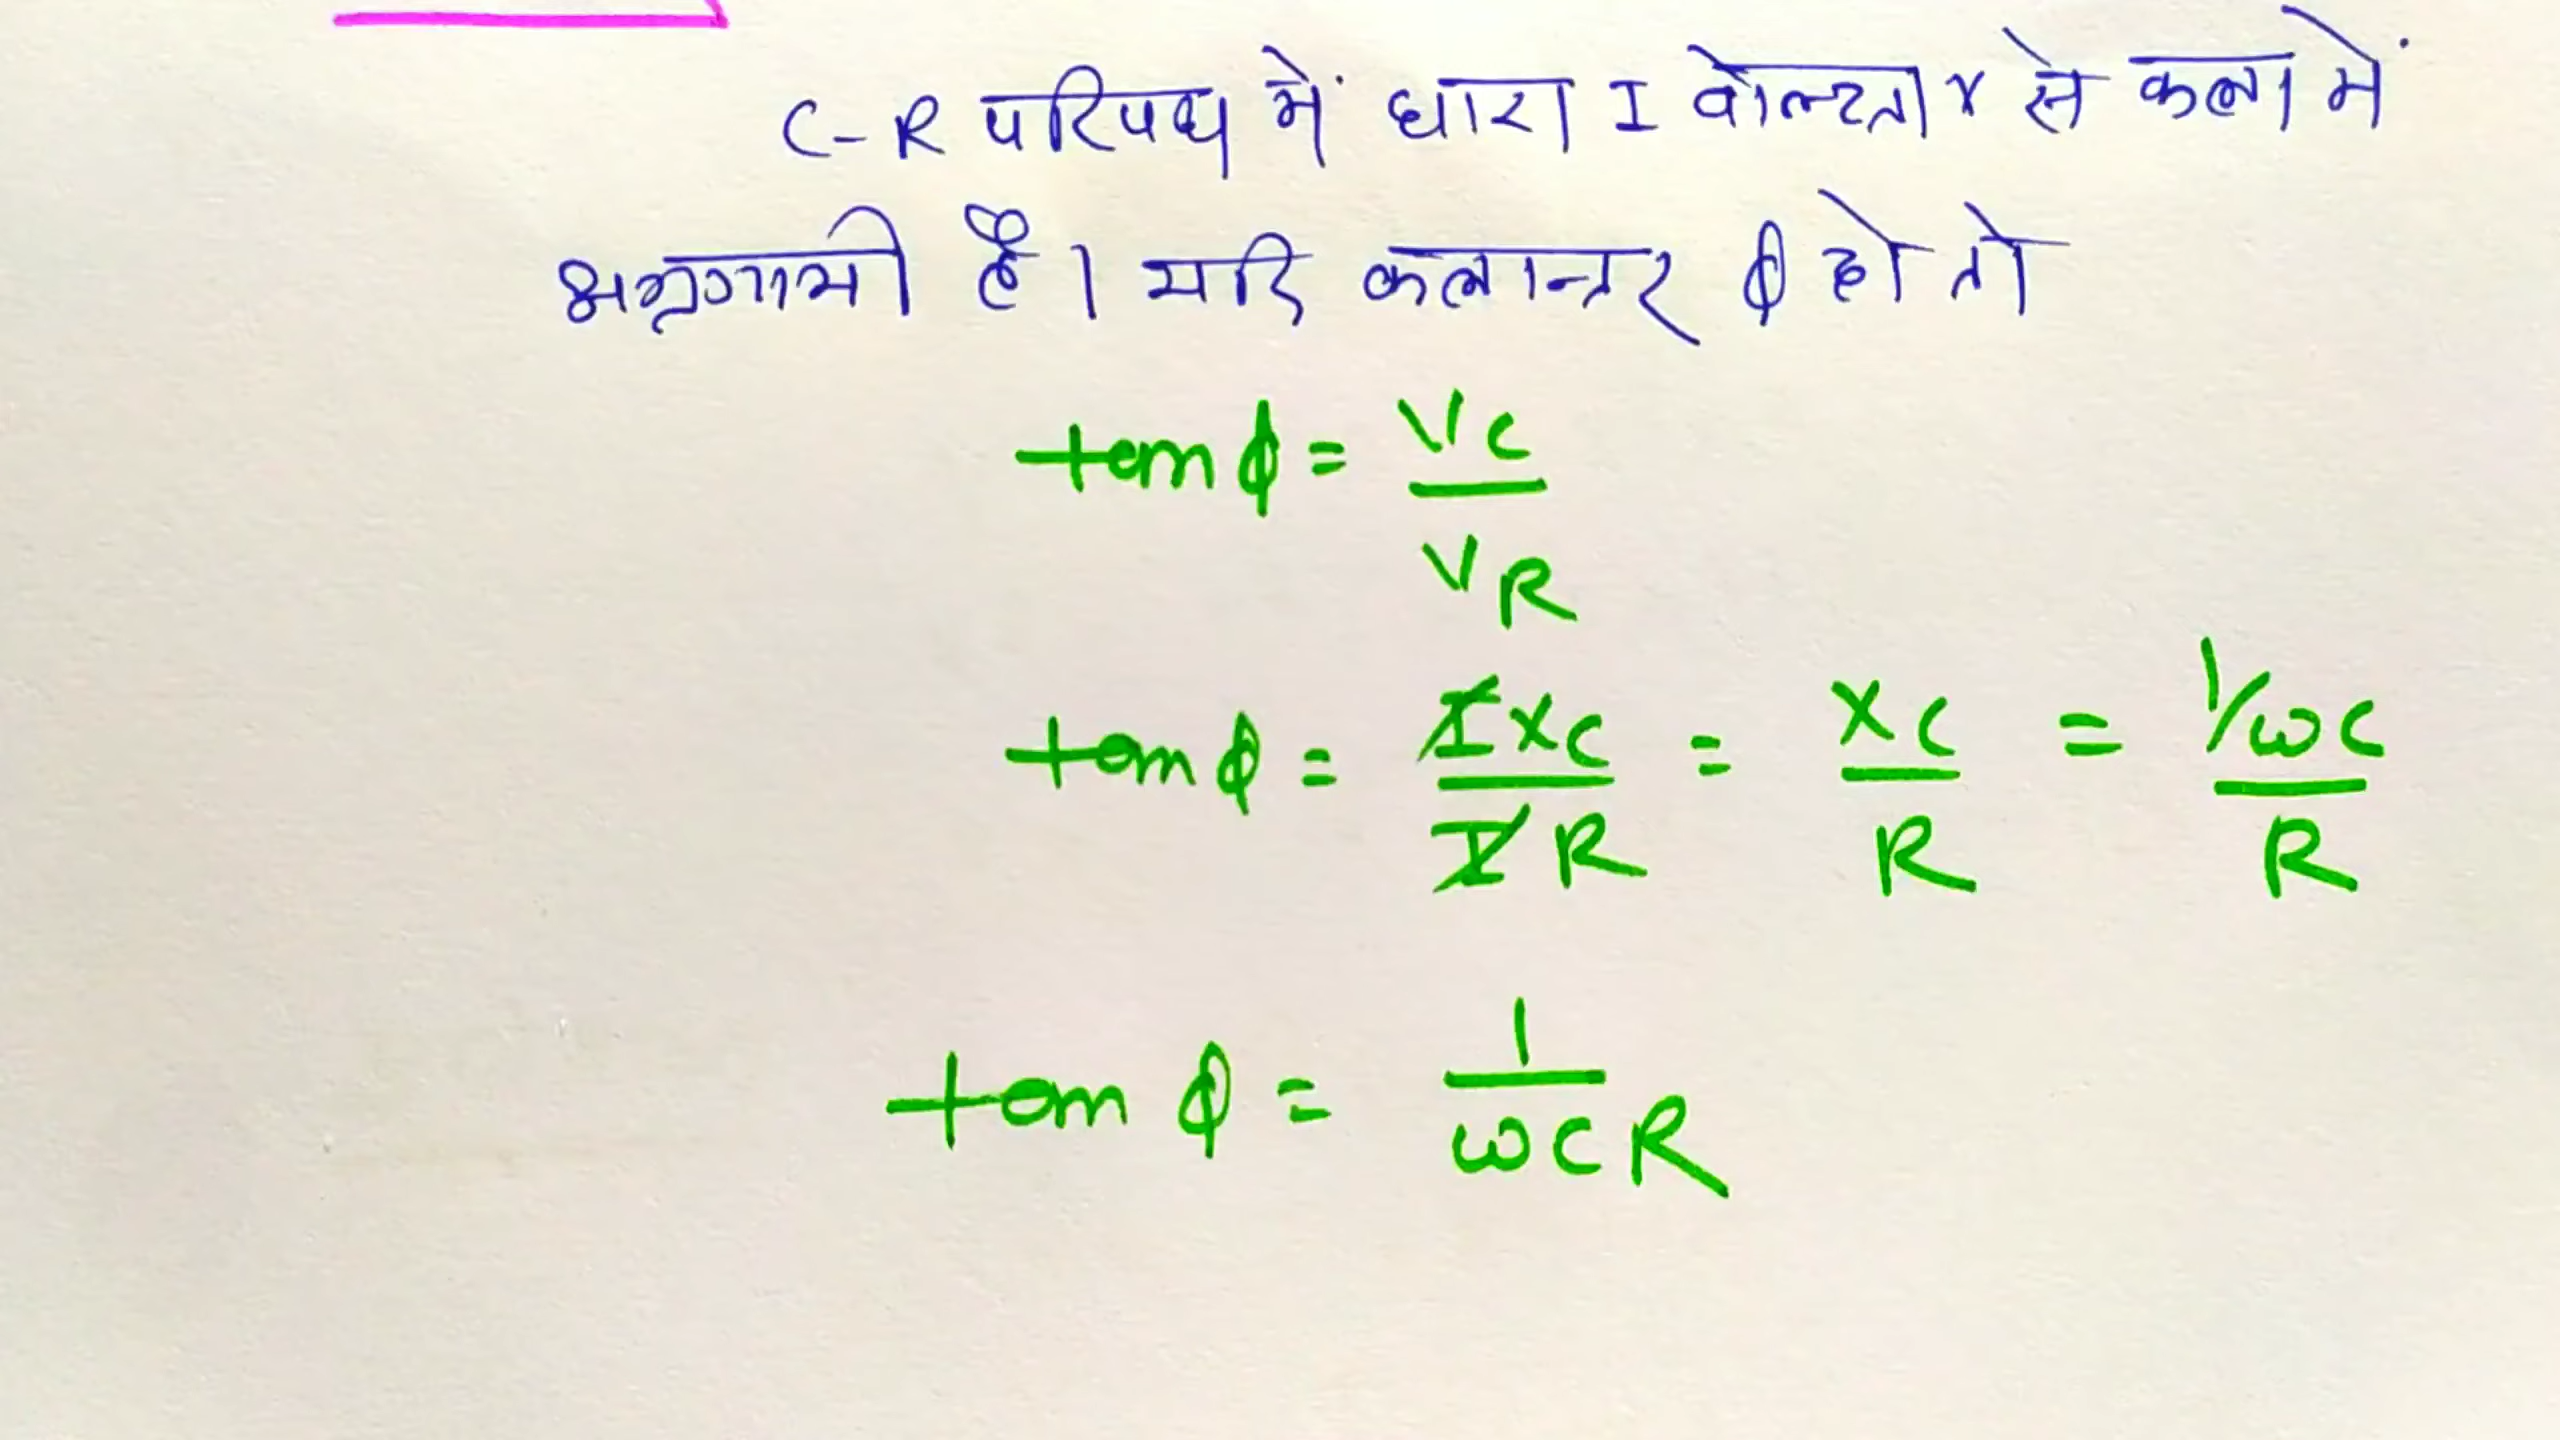 C-R परिपथ में धारा I वोल्टता V से कला में
अग्रगामी है। यदि कलान्तर ϕ हो तो
tan ϕ = VC / VR
tan ϕ = IXC / IR = XC / R = 1/ωC / R
tan ϕ = 1 / ωCR